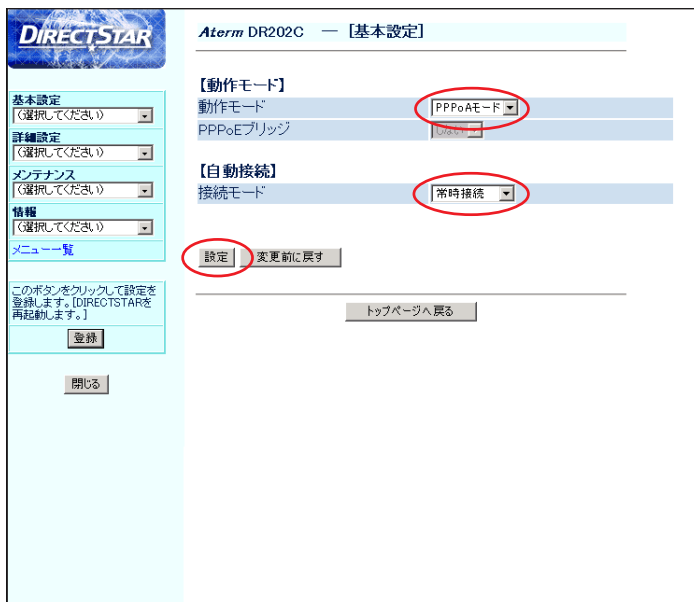 DIRECTSTAR
基本設定
(選択してください)
詳細設定
(選択してください)
メンテナンス
(選択してください)
情報
(選択してください)
メニュー一覧
このボタンをクリックして設定を
登録します。[DIRECTSTARを
再起動します。]
登録
閉じる
Aterm DR202C － [基本設定]
【動作モード】
動作モード PPPoAモード
PPPoEブリッジ しない
【自動接続】
接続モード 常時接続
設定 変更前に戻す
トップページへ戻る